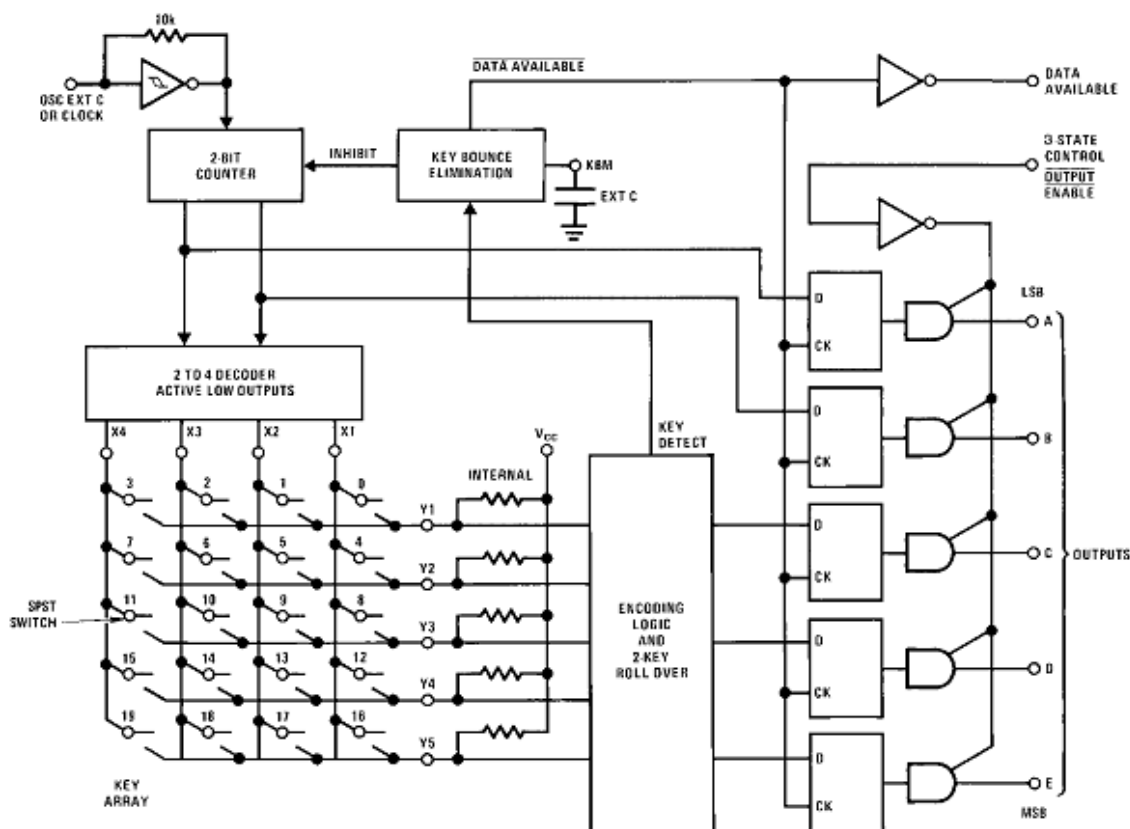 10k
OSC EXT C
OR CLOCK
2-BIT
COUNTER
INHIBIT
DATA AVAILABLE
KEY BOUNCE
ELIMINATION
KBM
EXT C
DATA
AVAILABLE
3-STATE
CONTROL
OUTPUT
ENABLE
2 TO 4 DECODER
ACTIVE LOW OUTPUTS
X4 X3 X2 X1
VCC
INTERNAL
KEY
DETECT
3 2 1 0 Y1
7 6 5 4 Y2
11 10 9 8 Y3
15 14 13 12 Y4
19 18 17 16 Y5
SPST
SWITCH
KEY
ARRAY
ENCODING
LOGIC
AND
2-KEY
ROLL OVER
D
CK
LSB
A
D
CK
B
D
CK
C
D
CK
D
D
CK
E
MSB
OUTPUTS